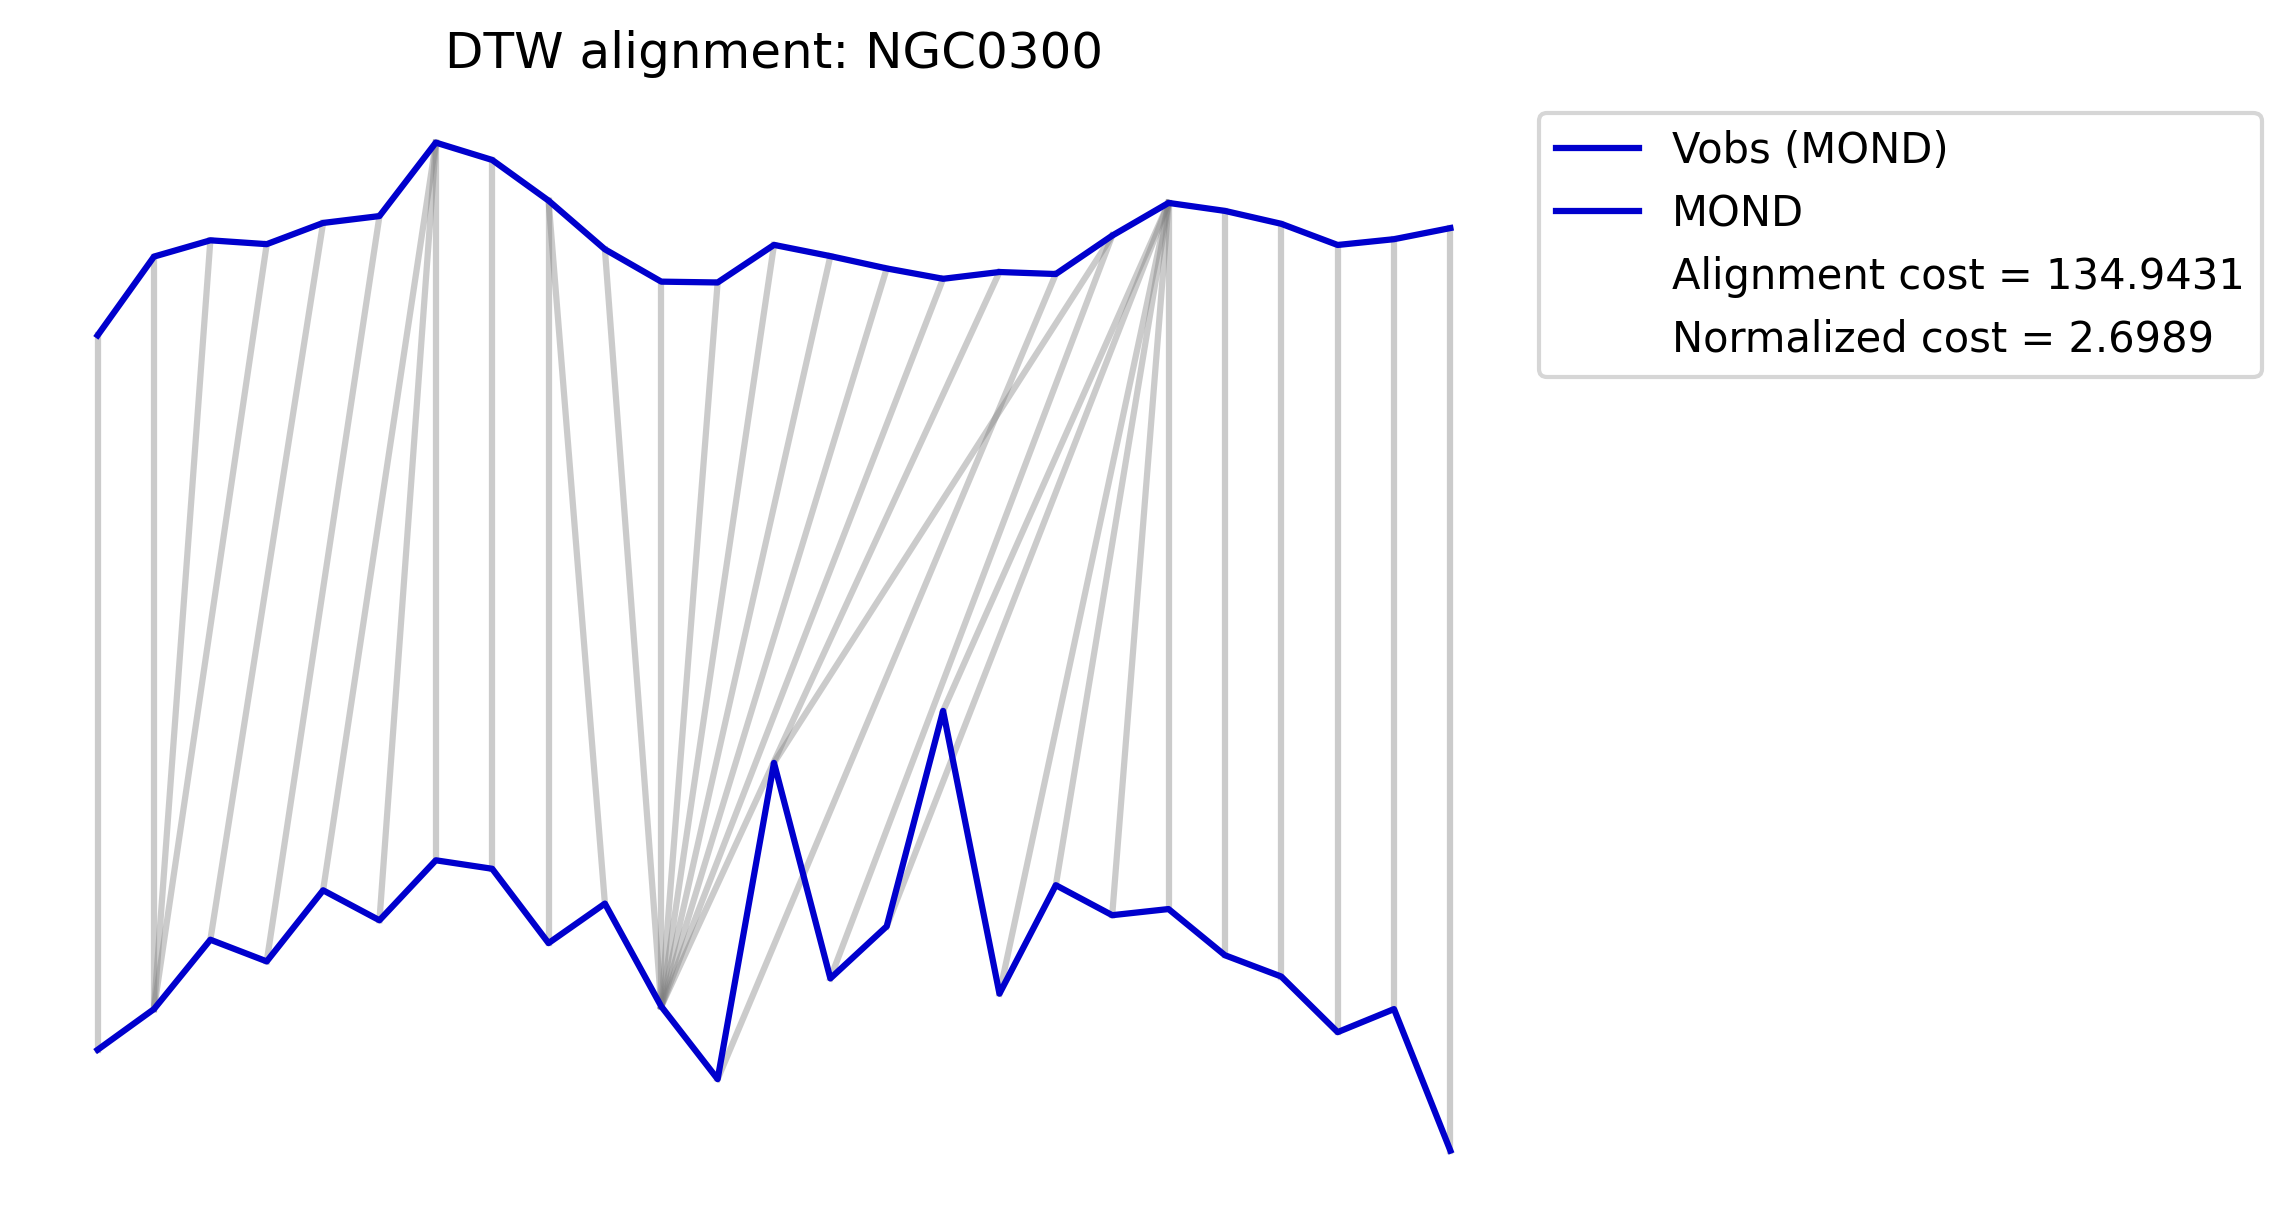 DTW alignment: NGC0300
Vobs (MOND)
MOND
Alignment cost = 134.9431
Normalized cost = 2.6989